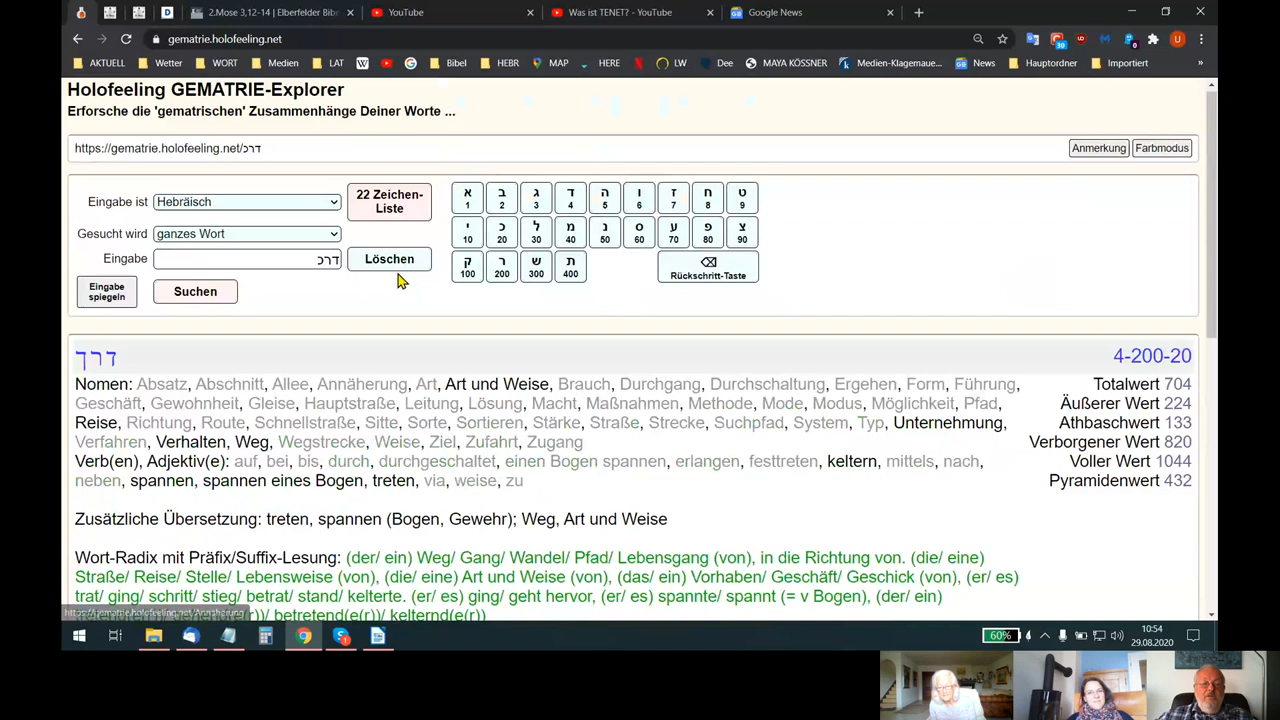 2.Mose 3,12-14 | Elberfelder Bib
YouTube
Was ist TENET? - YouTube
Google News
gematrie.holofeeling.net
AKTUELL
Wetter
WORT
Medien
LAT
Bibel
HEBR
MAP
HERE
LW
Dee
MAYA KÖSSNER
Medien-Klagemaue...
News
Hauptordner
Importiert
Holofeeling GEMATRIE-Explorer
Erforsche die 'gematrischen' Zusammenhänge Deiner Worte ...
https://gematrie.holofeeling.net/דרכ
Anmerkung
Farbmodus
Eingabe ist Hebräisch
22 Zeichen-Liste
Gesucht wird ganzes Wort
Eingabe דרכ
Löschen
Eingabe spiegeln
Suchen
א ב ג ד ה ו ז ח ט
1 2 3 4 5 6 7 8 9
י כ ל מ נ ס ע פ צ
10 20 30 40 50 60 70 80 90
ק ר ש ת
100 200 300 400
Rückschritt-Taste
דרך 4-200-20
Nomen: Absatz, Abschnitt, Allee, Annäherung, Art, Art und Weise, Brauch, Durchgang, Durchschaltung, Ergehen, Form, Führung,
Geschäft, Gewohnheit, Gleise, Hauptstraße, Leitung, Lösung, Macht, Maßnahmen, Methode, Mode, Modus, Möglichkeit, Pfad,
Reise, Richtung, Route, Schnellstraße, Sitte, Sorte, Sortieren, Stärke, Straße, Strecke, Suchpfad, System, Typ, Unternehmung,
Verfahren, Verhalten, Weg, Wegstrecke, Weise, Ziel, Zufahrt, Zugang
Verb(en), Adjektiv(e): auf, bei, bis, durch, durchgeschaltet, einen Bogen spannen, erlangen, festtreten, keltern, mittels, nach,
neben, spannen, spannen eines Bogen, treten, via, weise, zu
Totalwert 704
Äußerer Wert 224
Athbaschwert 133
Verborgener Wert 820
Voller Wert 1044
Pyramidenwert 432
Zusätzliche Übersetzung: treten, spannen (Bogen, Gewehr); Weg, Art und Weise
Wort-Radix mit Präfix/Suffix-Lesung: (der/ ein) Weg/ Gang/ Wandel/ Pfad/ Lebensgang (von), in die Richtung von. (die/ eine)
Straße/ Reise/ Stelle/ Lebensweise (von), (die/ eine) Art und Weise (von), (das/ ein) Vorhaben/ Geschäft/ Geschick (von), (er/ es)
trat/ ging/ schritt/ stieg/ betrat/ stand/ kelterte. (er/ es) ging/ geht hervor, (er/ es) spannte/ spannt (= v Bogen), (der/ ein)
betretend(e(r))/ kelternd(e(r))
https://gematrie.holofeeling.net/Annäherung
60%
10:54
29.08.2020